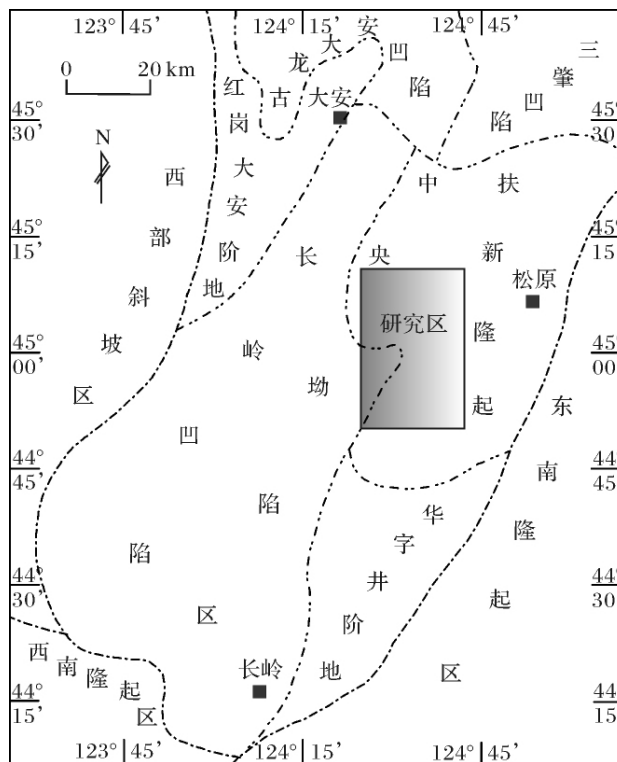 123° 45' 124° 15' 124° 45'
0 20 km
N
45° 30'
45° 15'
45° 00'
44° 45'
44° 30'
44° 15'
45° 30'
45° 15'
45° 00'
44° 45'
44° 30'
44° 15'
红岗大安阶地
古龙大安凹陷
三肇凹陷
大安
西部斜坡区
中央隆起
扶新
长岭凹陷区
坳陷
松原
研究区
东南隆起区
华字井阶地
长岭
西南隆起区
123° 45' 124° 15' 124° 45'